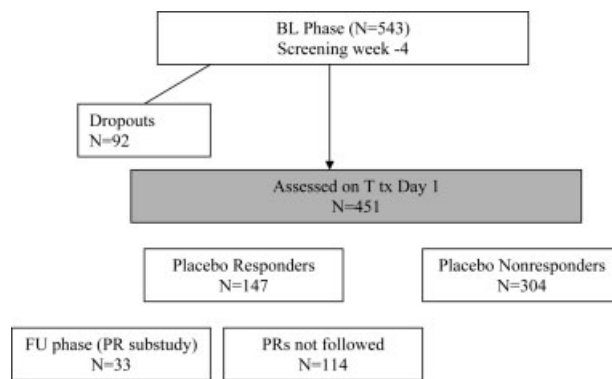 BL Phase (N=543)
Screening week -4
Dropouts
N=92
Assessed on T tx Day 1
N=451
Placebo Responders
N=147
Placebo Nonresponders
N=304
FU phase (PR substudy)
N=33
PRs not followed
N=114